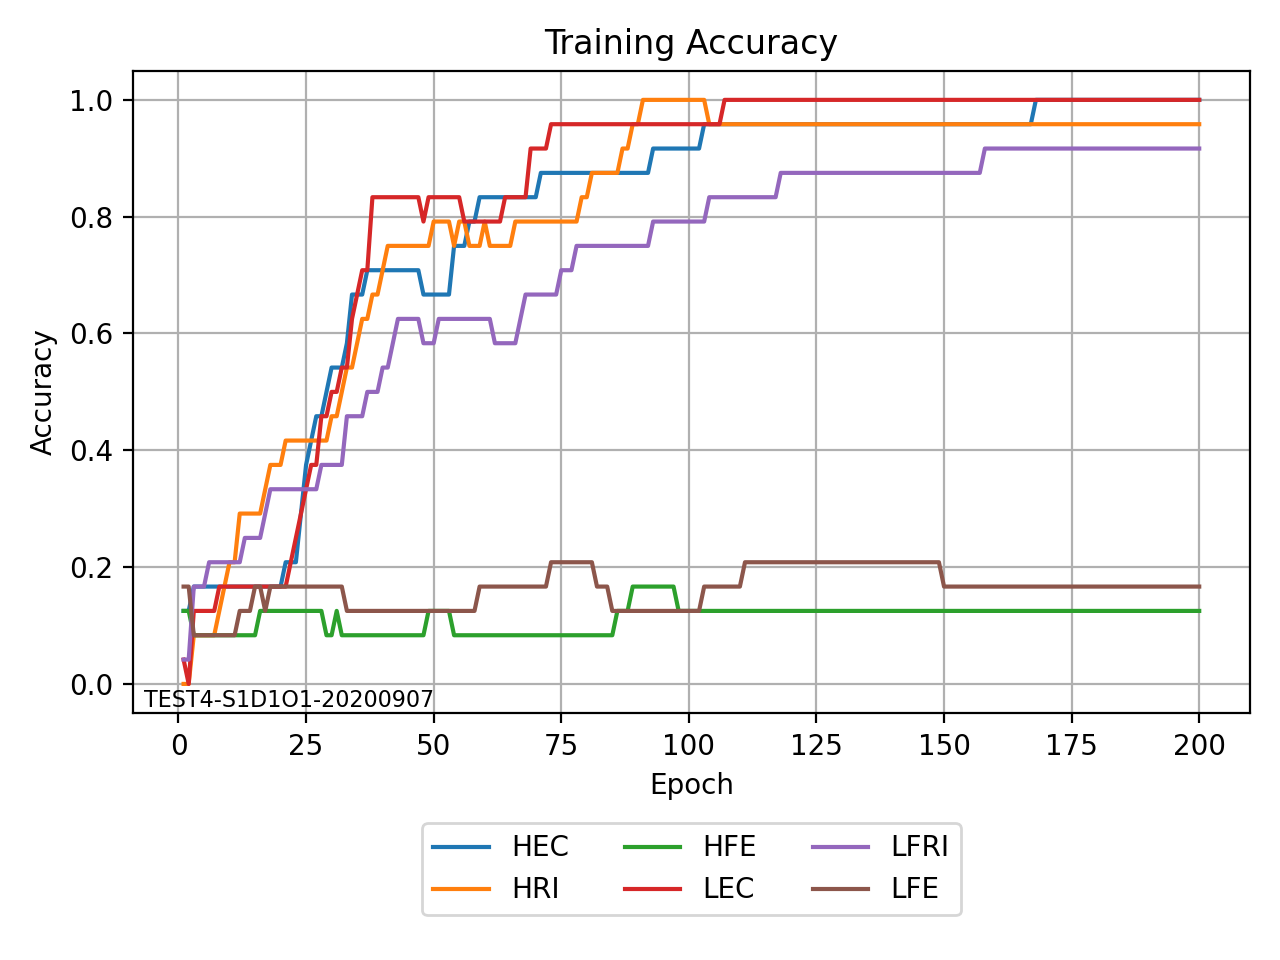 Training Accuracy
1.0
0.8
0.6
0.4
0.2
0.0
Accuracy
TEST4-S1D1O1-20200907
0 25 50 75 100 125 150 175 200
Epoch
HEC HFE LFRI
HRI LEC LFE